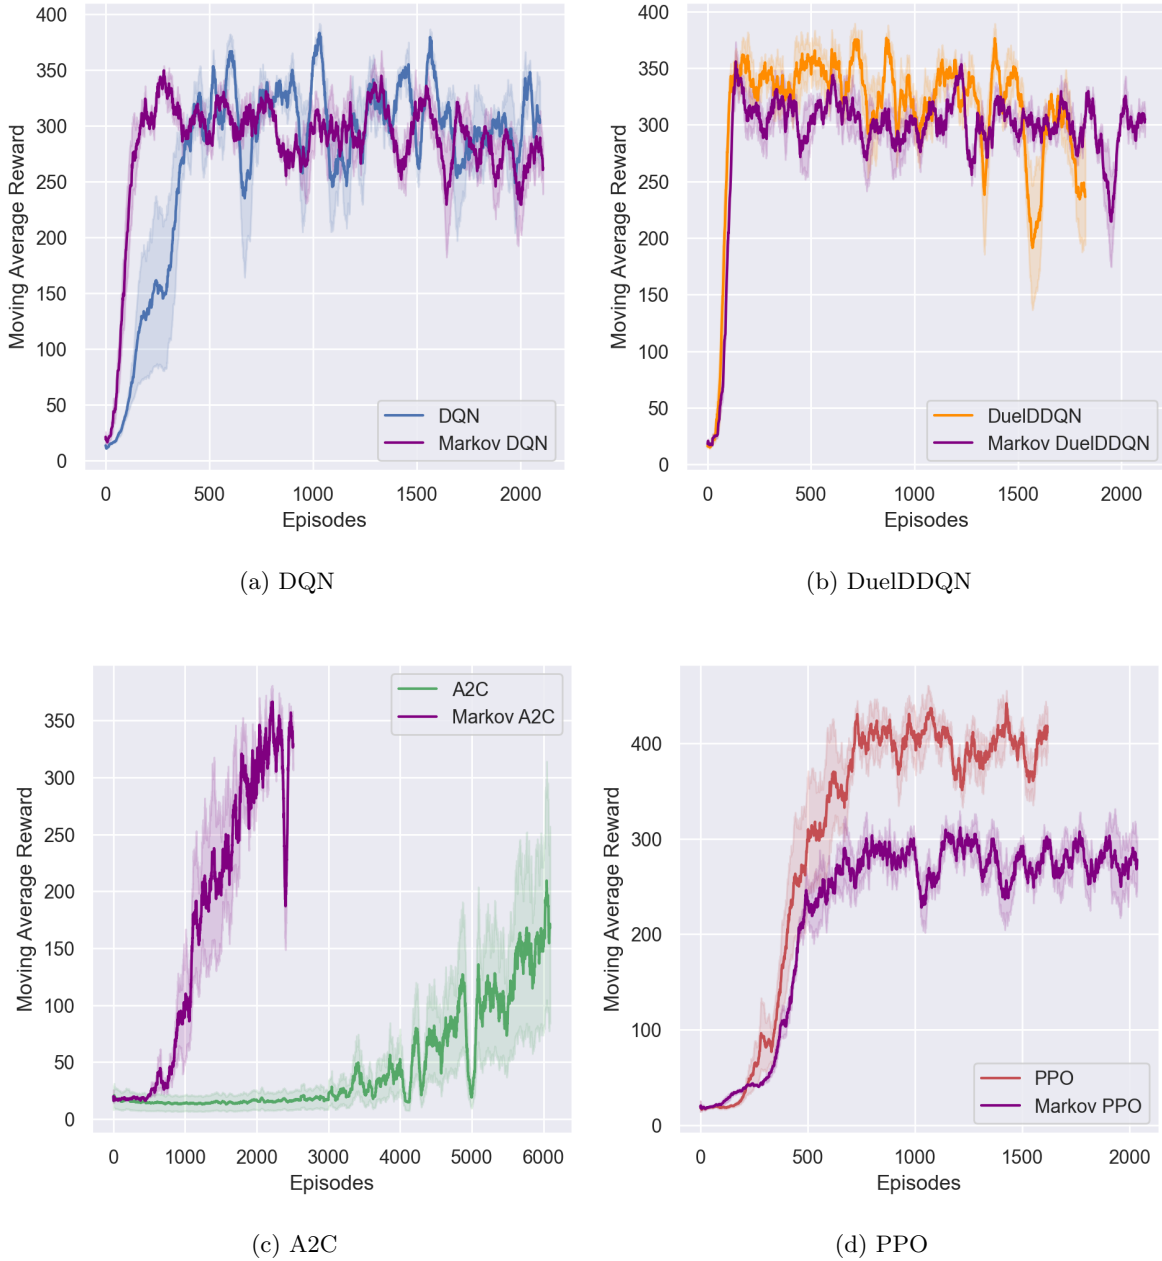 400
350
300
250
200
150
100
50
0
Moving Average Reward
0 500 1000 1500 2000
Episodes
DQN
Markov DQN
(a) DQN
400
350
300
250
200
150
100
50
0
Moving Average Reward
0 500 1000 1500 2000
Episodes
DuelDDQN
Markov DuelDDQN
(b) DuelDDQN
350
300
250
200
150
100
50
0
Moving Average Reward
0 1000 2000 3000 4000 5000 6000
Episodes
A2C
Markov A2C
(c) A2C
400
300
200
100
0
Moving Average Reward
0 500 1000 1500 2000
Episodes
PPO
Markov PPO
(d) PPO